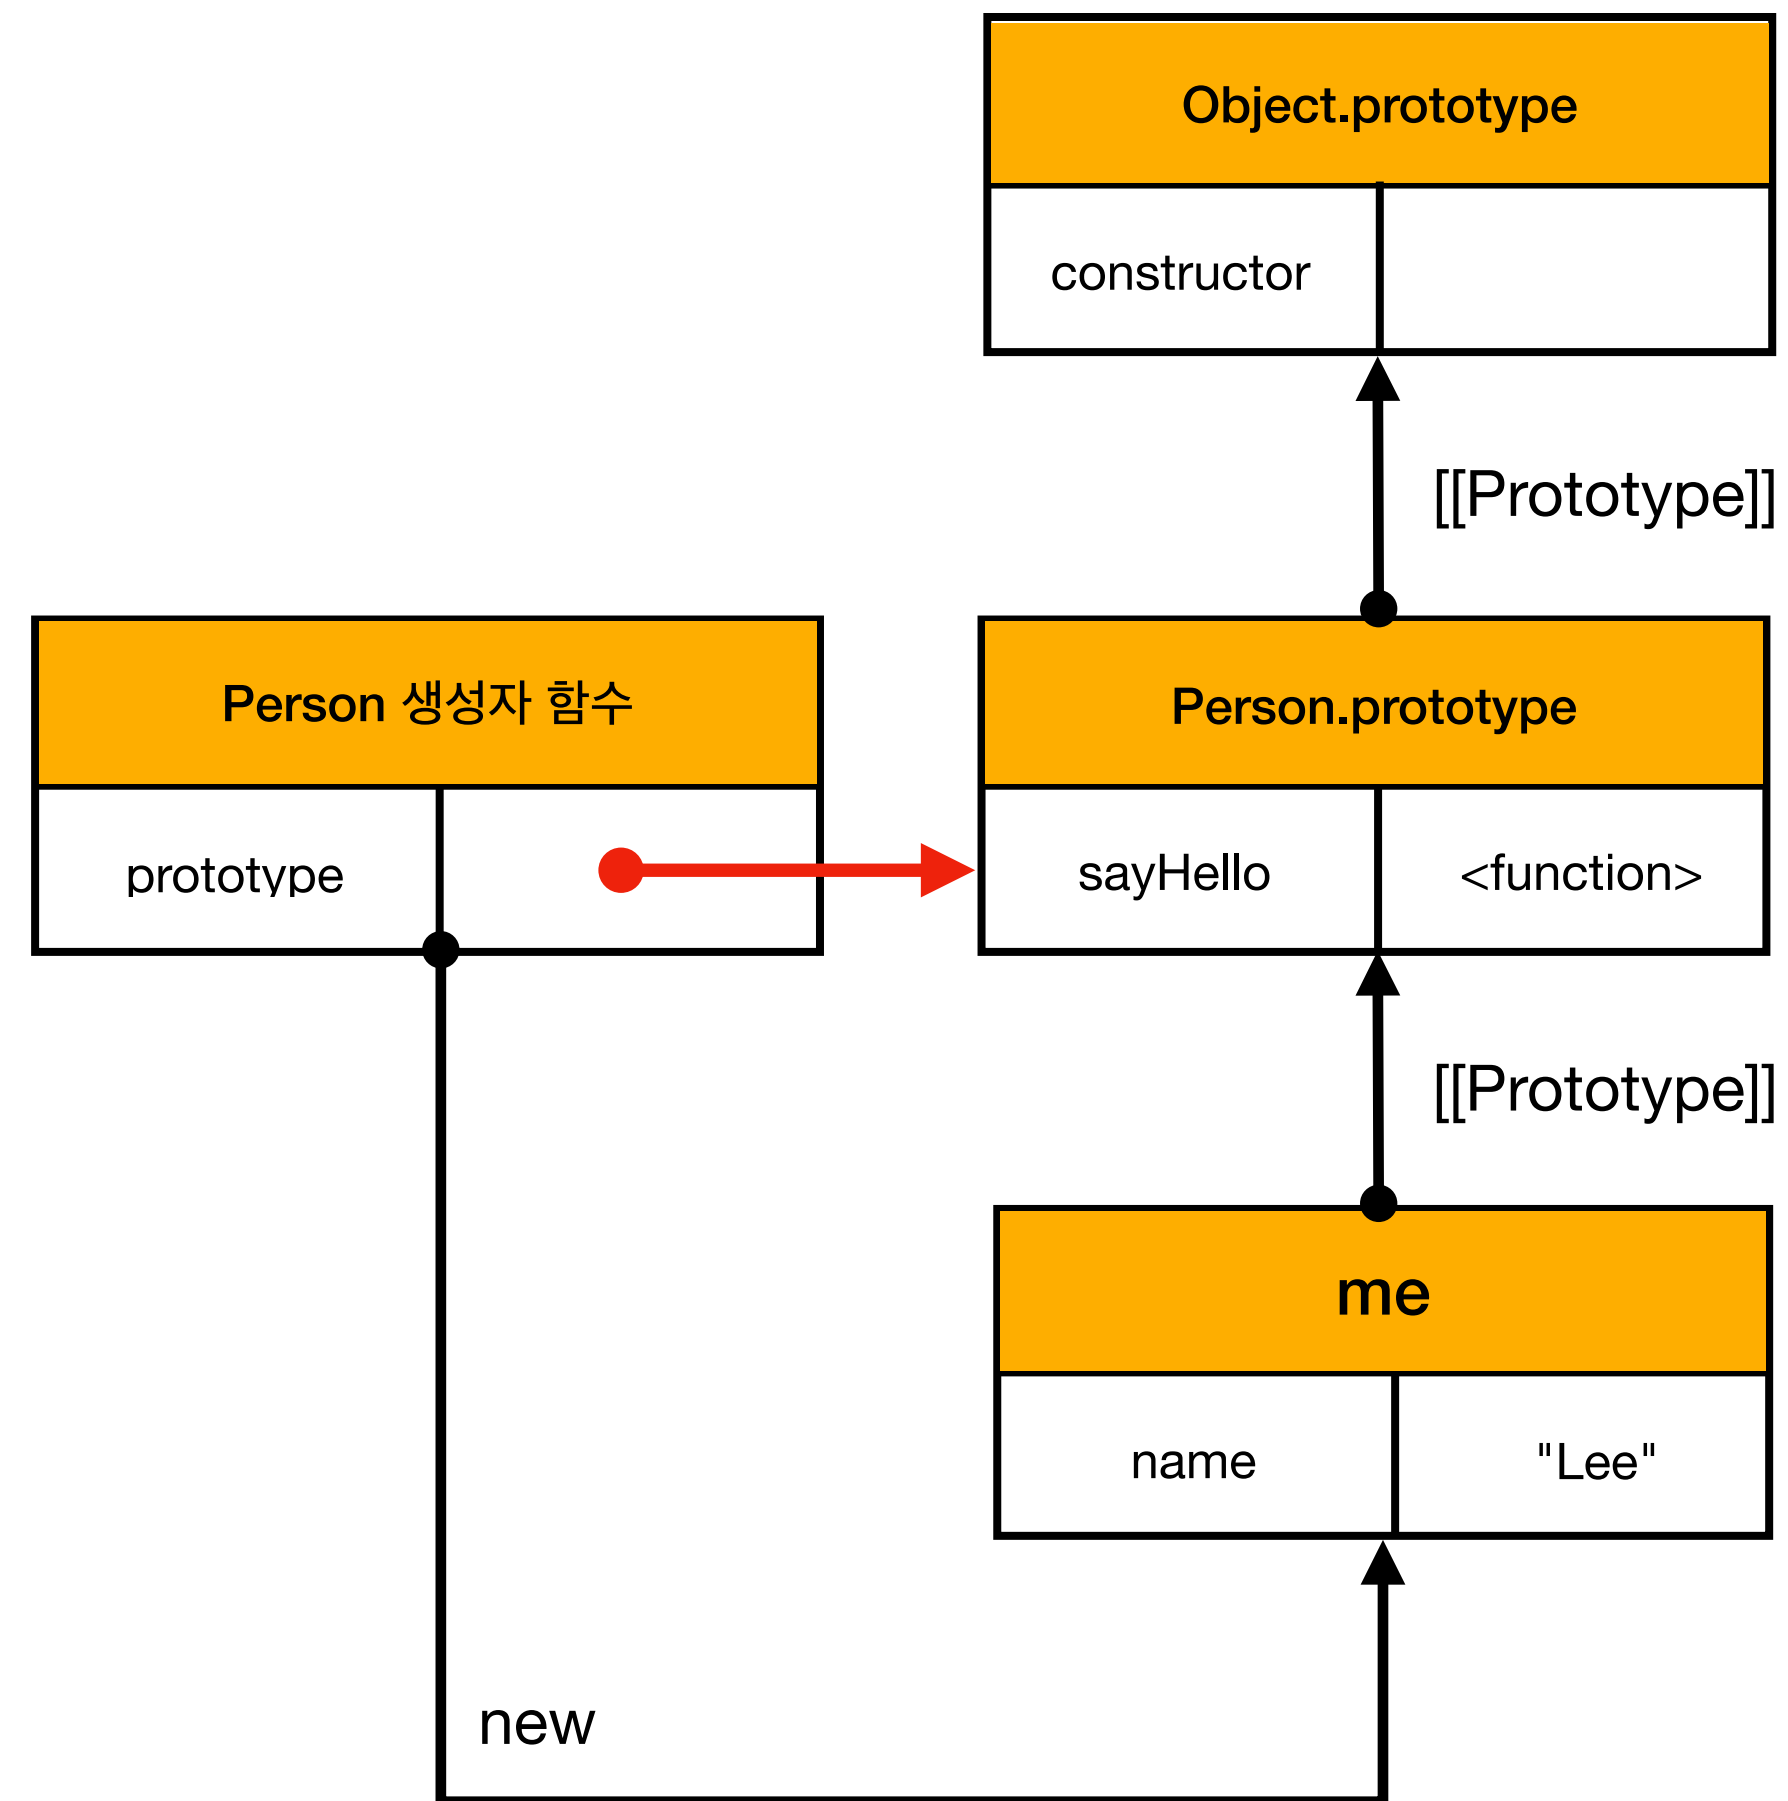 Object.prototype
constructor
[[Prototype]]
Person 생성자 함수
prototype
Person.prototype
sayHello
<function>
[[Prototype]]
me
name
"Lee"
new